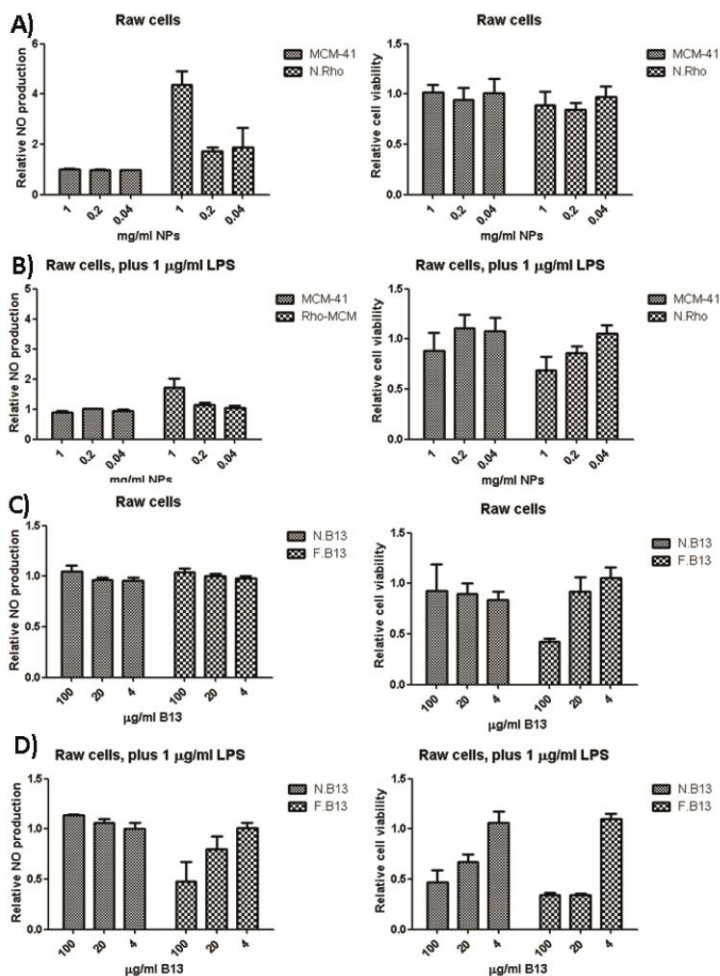 A)
Raw cells
Relative NO production
6
4
2
0
1
0.2
0.04
mg/ml NPs
MCM-41
N.Rho
Raw cells
Relative cell viability
1.5
1.0
0.5
0.0
1
0.2
0.04
1
0.2
0.04
mg/ml NPs
MCM-41
N.Rho
B)
Raw cells, plus 1 µg/ml LPS
Relative NO production
5
4
3
2
1
0
1
0.2
0.04
1
0.2
0.04
mg/ml NPs
MCM-41
Rho-MCM
Raw cells, plus 1 µg/ml LPS
Relative cell viability
1.5
1.0
0.5
0.0
1
0.2
0.04
1
0.2
0.04
mg/ml NPs
MCM-41
N.Rho
C)
Raw cells
Relative NO production
1.5
1.0
0.5
0.0
100
20
4
100
20
4
µg/ml B13
N.B13
F.B13
Raw cells
Relative cell viability
1.5
1.0
0.5
0.0
100
20
4
100
20
4
µg/ml B13
N.B13
F.B13
D)
Raw cells, plus 1 µg/ml LPS
Relative NO production
1.5
1.0
0.5
0.0
100
20
4
100
20
4
µg/ml B13
N.B13
F.B13
Raw cells, plus 1 µg/ml LPS
Relative cell viability
1.5
1.0
0.5
0.0
100
20
4
100
20
4
µg/ml B13
N.B13
F.B13